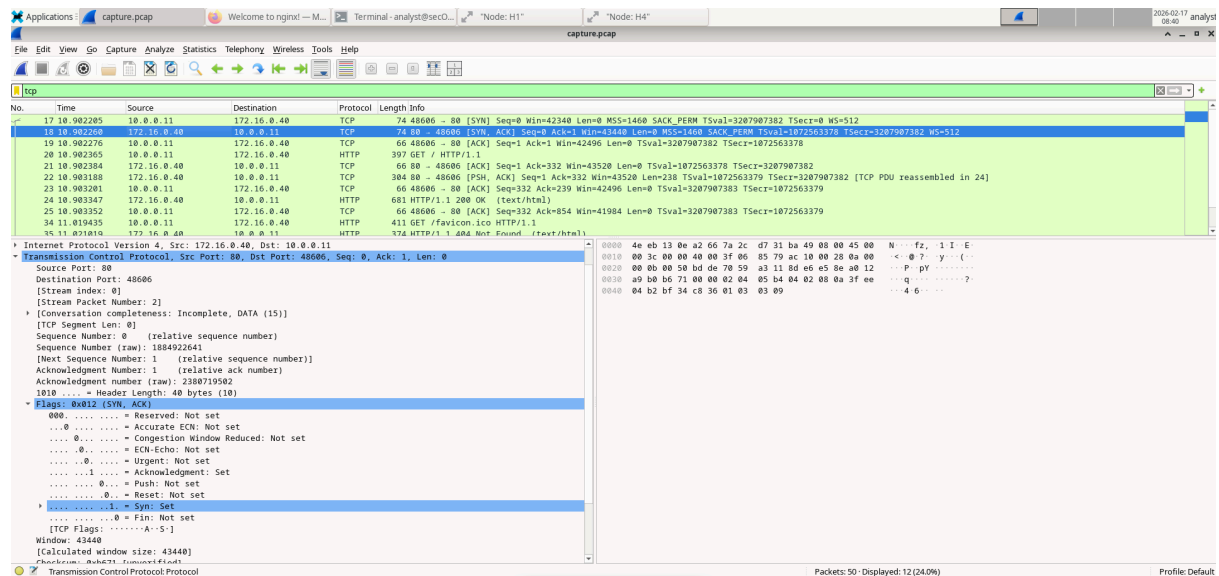 Applications capture.pcap Welcome to nginx! — M... Terminal - analyst@secO... "Node: H1" "Node: H4" 2026-02-17 08:40 analyst
capture.pcap
File Edit View Go Capture Analyze Statistics Telephony Wireless Tools Help
tcp
No. Time Source Destination Protocol Length Info
17 10.902205 10.0.0.11 172.16.0.40 TCP 74 48606 → 80 [SYN] Seq=0 Win=42340 Len=0 MSS=1460 SACK_PERM TSval=3207907382 TSecr=0 WS=512
18 10.902260 172.16.0.40 10.0.0.11 TCP 74 80 → 48606 [SYN, ACK] Seq=0 Ack=1 Win=43440 Len=0 MSS=1460 SACK_PERM TSval=1072563378 TSecr=3207907382 WS=512
19 10.902276 10.0.0.11 172.16.0.40 TCP 66 48606 → 80 [ACK] Seq=1 Ack=1 Win=42496 Len=0 TSval=3207907382 TSecr=1072563378
20 10.902365 10.0.0.11 172.16.0.40 HTTP 397 GET / HTTP/1.1
21 10.902384 172.16.0.40 10.0.0.11 TCP 66 80 → 48606 [ACK] Seq=1 Ack=332 Win=43520 Len=0 TSval=1072563378 TSecr=3207907382
22 10.903188 172.16.0.40 10.0.0.11 TCP 304 80 → 48606 [PSH, ACK] Seq=1 Ack=332 Win=43520 Len=238 TSval=1072563379 TSecr=3207907382 [TCP PDU reassembled in 24]
23 10.903201 10.0.0.11 172.16.0.40 TCP 66 48606 → 80 [ACK] Seq=332 Ack=239 Win=42496 Len=0 TSval=3207907383 TSecr=1072563379
24 10.903347 172.16.0.40 10.0.0.11 HTTP 681 HTTP/1.1 200 OK (text/html)
25 10.903352 10.0.0.11 172.16.0.40 TCP 66 48606 → 80 [ACK] Seq=332 Ack=854 Win=41984 Len=0 TSval=3207907383 TSecr=1072563379
34 11.019435 10.0.0.11 172.16.0.40 HTTP 411 GET /favicon.ico HTTP/1.1
35 11.021019 172.16.0.40 10.0.0.11 HTTP 374 HTTP/1.1 404 Not Found (text/html)
Internet Protocol Version 4, Src: 172.16.0.40, Dst: 10.0.0.11
Transmission Control Protocol, Src Port: 80, Dst Port: 48606, Seq: 0, Ack: 1, Len: 0
Source Port: 80
Destination Port: 48606
[Stream index: 0]
[Stream Packet Number: 2]
[Conversation completeness: Incomplete, DATA (15)]
[TCP Segment Len: 0]
Sequence Number: 0 (relative sequence number)
Sequence Number (raw): 1884922641
[Next Sequence Number: 1 (relative sequence number)]
Acknowledgment Number: 1 (relative ack number)
Acknowledgment number (raw): 2380719502
1010 .... = Header Length: 40 bytes (10)
Flags: 0x012 (SYN, ACK)
000. .... .... = Reserved: Not set
...0 .... .... = Accurate ECN: Not set
.... 0... .... = Congestion Window Reduced: Not set
.... .0.. .... = ECN-Echo: Not set
.... ..0. .... = Urgent: Not set
.... ...1 .... = Acknowledgment: Set
.... .... 0... = Push: Not set
.... .... .0.. = Reset: Not set
.... .... ..1. = Syn: Set
.... .... ...0 = Fin: Not set
[TCP Flags: ·······A··S·]
Window: 43440
[Calculated window size: 43440]
Checksum: 0xb671 [unverified]
0000 4e eb 13 0e a2 66 7a 2c d7 31 ba 49 08 00 45 00 N····fz, ·1·I··E·
0010 00 3c 00 00 40 00 3f 06 85 79 ac 10 00 28 0a 00 ·<··@·?· ·y···(··
0020 00 0b 00 50 bd de 70 59 a3 11 8d e6 e5 8e a0 12 ···P··pY ········
0030 a9 b0 b6 71 00 00 02 04 05 b4 04 02 08 0a 3f ee ···q···· ······?·
0040 04 b2 bf 34 c8 36 01 03 03 09 ···4·6·· ··
Transmission Control Protocol: Protocol Packets: 50 · Displayed: 12 (24.0%) Profile: Default